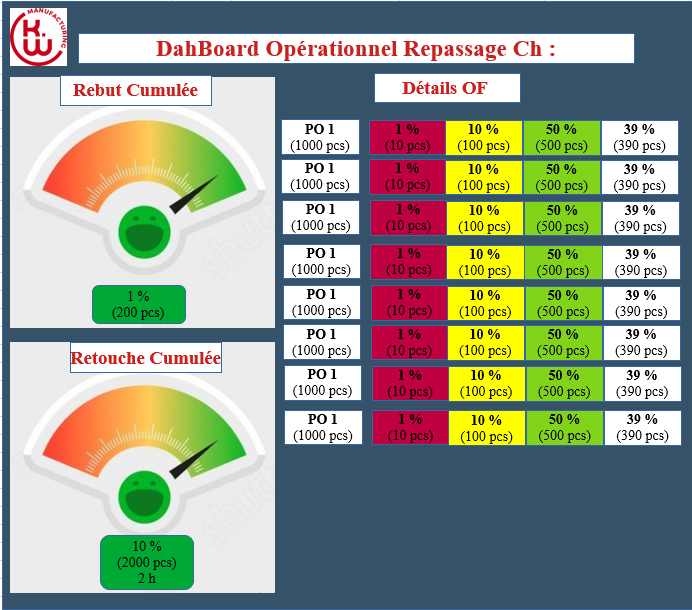 MANUFACTURING
C.K.W
DahBoard Opérationnel Repassage Ch :
Rebut Cumulée
1 %
(200 pcs)
Retouche Cumulée
10 %
(2000 pcs)
2 h
Détails OF
PO 1 1 % 10 % 50 % 39 %
(1000 pcs) (10 pcs) (100 pcs) (500 pcs) (390 pcs)
PO 1 1 % 10 % 50 % 39 %
(1000 pcs) (10 pcs) (100 pcs) (500 pcs) (390 pcs)
PO 1 1 % 10 % 50 % 39 %
(1000 pcs) (10 pcs) (100 pcs) (500 pcs) (390 pcs)
PO 1 1 % 10 % 50 % 39 %
(1000 pcs) (10 pcs) (100 pcs) (500 pcs) (390 pcs)
PO 1 1 % 10 % 50 % 39 %
(1000 pcs) (10 pcs) (100 pcs) (500 pcs) (390 pcs)
PO 1 1 % 10 % 50 % 39 %
(1000 pcs) (10 pcs) (100 pcs) (500 pcs) (390 pcs)
PO 1 1 % 10 % 50 % 39 %
(1000 pcs) (10 pcs) (100 pcs) (500 pcs) (390 pcs)
PO 1 1 % 10 % 50 % 39 %
(1000 pcs) (10 pcs) (100 pcs) (500 pcs) (390 pcs)